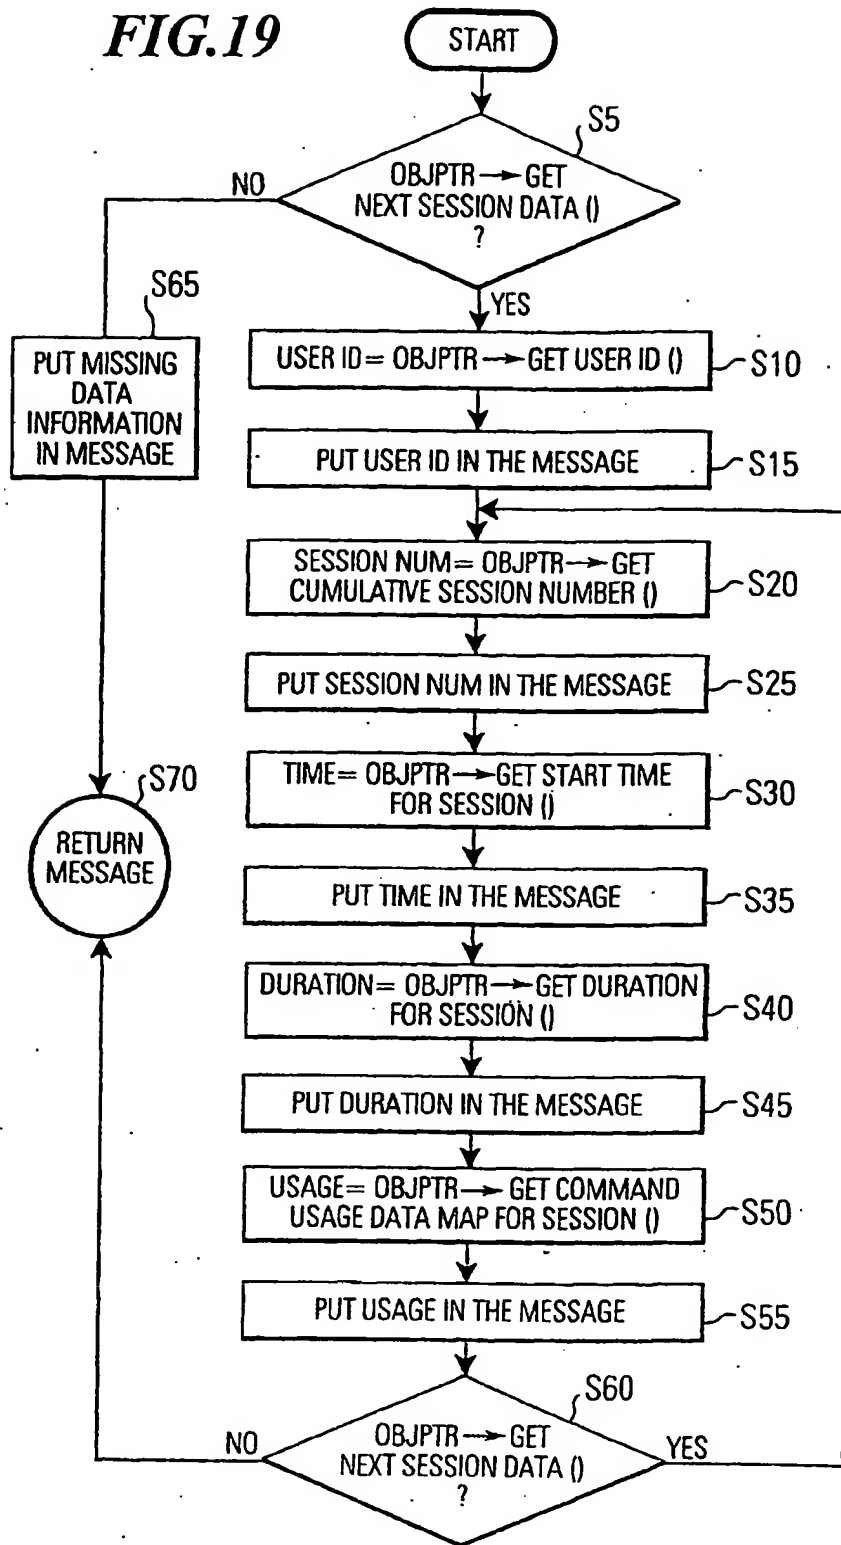 FIG.19
START
S5
OBJPTR → GET
NEXT SESSION DATA ()
?
NO
YES
S65
PUT MISSING
DATA
INFORMATION
IN MESSAGE
USER ID= OBJPTR → GET USER ID ()
S10
PUT USER ID IN THE MESSAGE
S15
SESSION NUM= OBJPTR → GET
CUMULATIVE SESSION NUMBER ()
S20
PUT SESSION NUM IN THE MESSAGE
S25
TIME= OBJPTR → GET START TIME
FOR SESSION ()
S30
S70
RETURN
MESSAGE
PUT TIME IN THE MESSAGE
S35
DURATION= OBJPTR → GET DURATION
FOR SESSION ()
S40
PUT DURATION IN THE MESSAGE
S45
USAGE= OBJPTR → GET COMMAND
USAGE DATA MAP FOR SESSION ()
S50
PUT USAGE IN THE MESSAGE
S55
S60
OBJPTR → GET
NEXT SESSION DATA ()
?
NO
YES